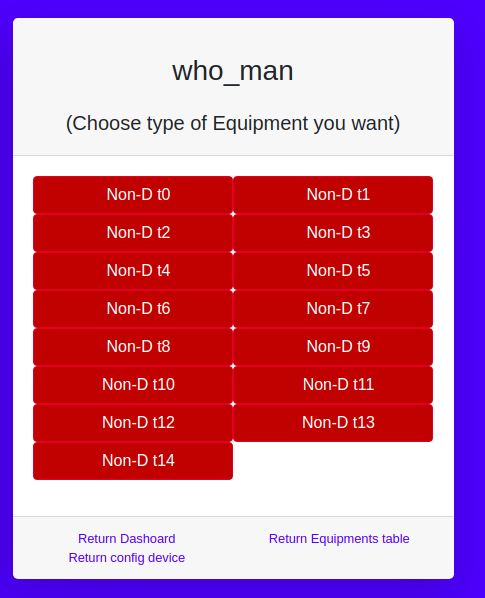 who_man
(Choose type of Equipment you want)
Non-D t0 Non-D t1
Non-D t2 Non-D t3
Non-D t4 Non-D t5
Non-D t6 Non-D t7
Non-D t8 Non-D t9
Non-D t10 Non-D t11
Non-D t12 Non-D t13
Non-D t14
Return Dashoard Return Equipments table
Return config device